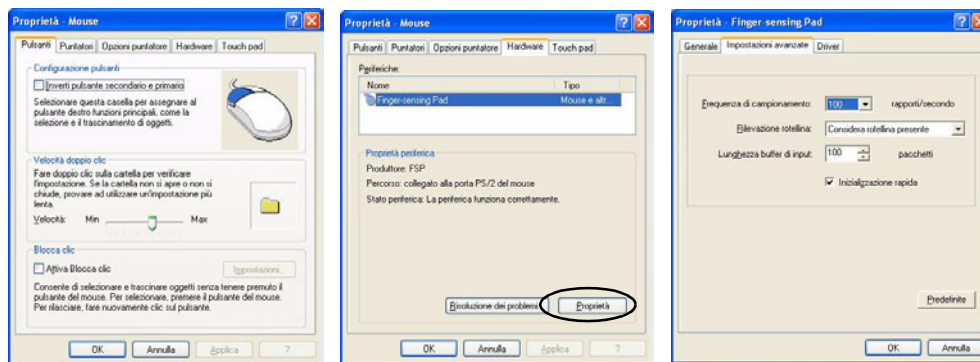 Proprietà - Mouse
Pulsanti Puntatori Opzioni puntatore Hardware Touch pad
Configurazione pulsanti
Inverti pulsante secondario e primario
Selezionare questa casella per assegnare al
pulsante destro funzioni principali, come la
selezione e il trascinamento di oggetti.
Velocità doppio clic
Fare doppio clic sulla cartella per verificare
l'impostazione. Se la cartella non si apre o non si
chiude, provare ad utilizzare un'impostazione più
lenta.
Velocità: Min Max
Blocca clic
Attiva Blocca clic
Impostazioni...
Consente di selezionare e trascinare oggetti senza tenere premuto il
pulsante del mouse. Per selezionare, premere il pulsante del mouse.
Per rilasciare, fare nuovamente clic sul pulsante.
OK Annulla Applica ?
Proprietà - Mouse
Pulsanti Puntatori Opzioni puntatore Hardware Touch pad
Periferiche:
Nome Tipo
Finger-sensing Pad Mouse e altr...
Proprietà periferica
Produttore: FSP
Percorso: collegato alla porta PS/2 del mouse
Stato periferica: La periferica funziona correttamente.
Risoluzione dei problemi... Proprietà
OK Annulla Applica ?
Proprietà - Finger-sensing Pad
Generale Impostazioni avanzate Driver
Frequenza di campionamento: 100 rapporti/secondo
Rilevazione rotellina: Considera rotellina presente
Lunghezza buffer di input: 100 pacchetti
Inizializzazione rapida
Predefinite
OK Annulla